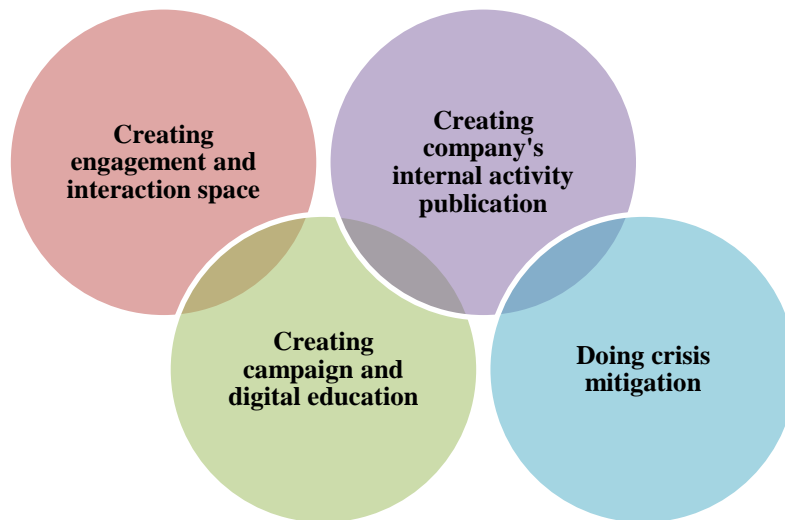 Creating
engagement and
interaction space
Creating
company's
internal activity
publication
Creating
campaign and
digital education
Doing crisis
mitigation